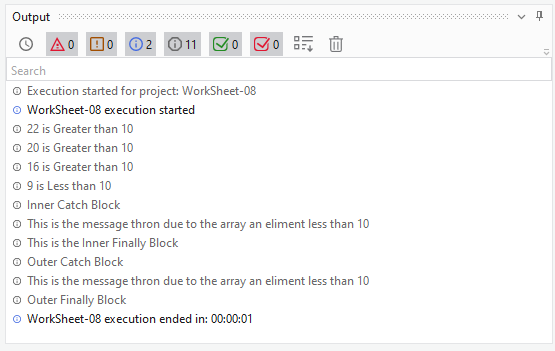 Output
0
0
2
11
0
0
Search
Execution started for project: WorkSheet-08
WorkSheet-08 execution started
22 is Greater than 10
20 is Greater than 10
16 is Greater than 10
9 is Less than 10
Inner Catch Block
This is the message thron due to the array an eliment less than 10
This is the Inner Finally Block
Outer Catch Block
This is the message thron due to the array an eliment less than 10
Outer Finally Block
WorkSheet-08 execution ended in: 00:00:01